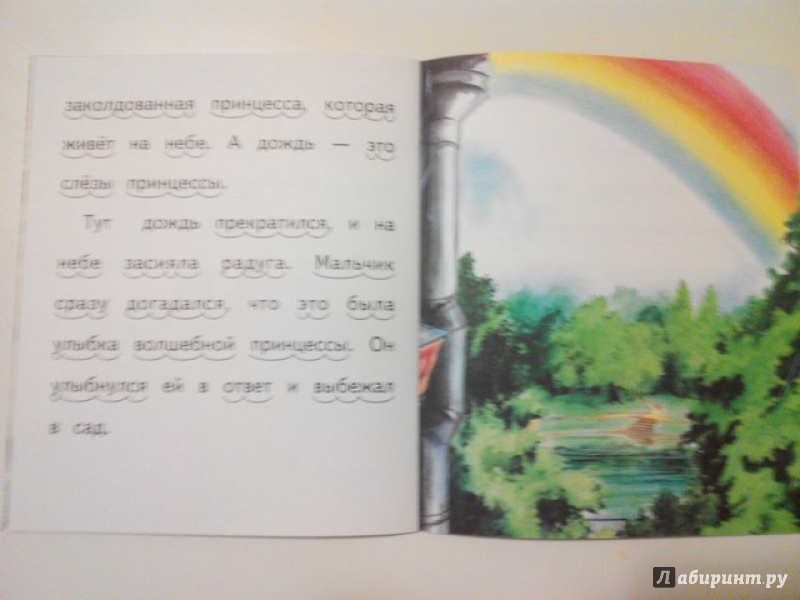 заколдованная принцесса, которая
живёт на небе. А дождь — это
слёзы принцессы.
Тут дождь прекратился, и на
небе засияла радуга. Мальчик
сразу догадался, что это была
улыбка волшебной принцессы. Он
улыбнулся ей в ответ и выбежал
в сад.
Лабиринт.ру